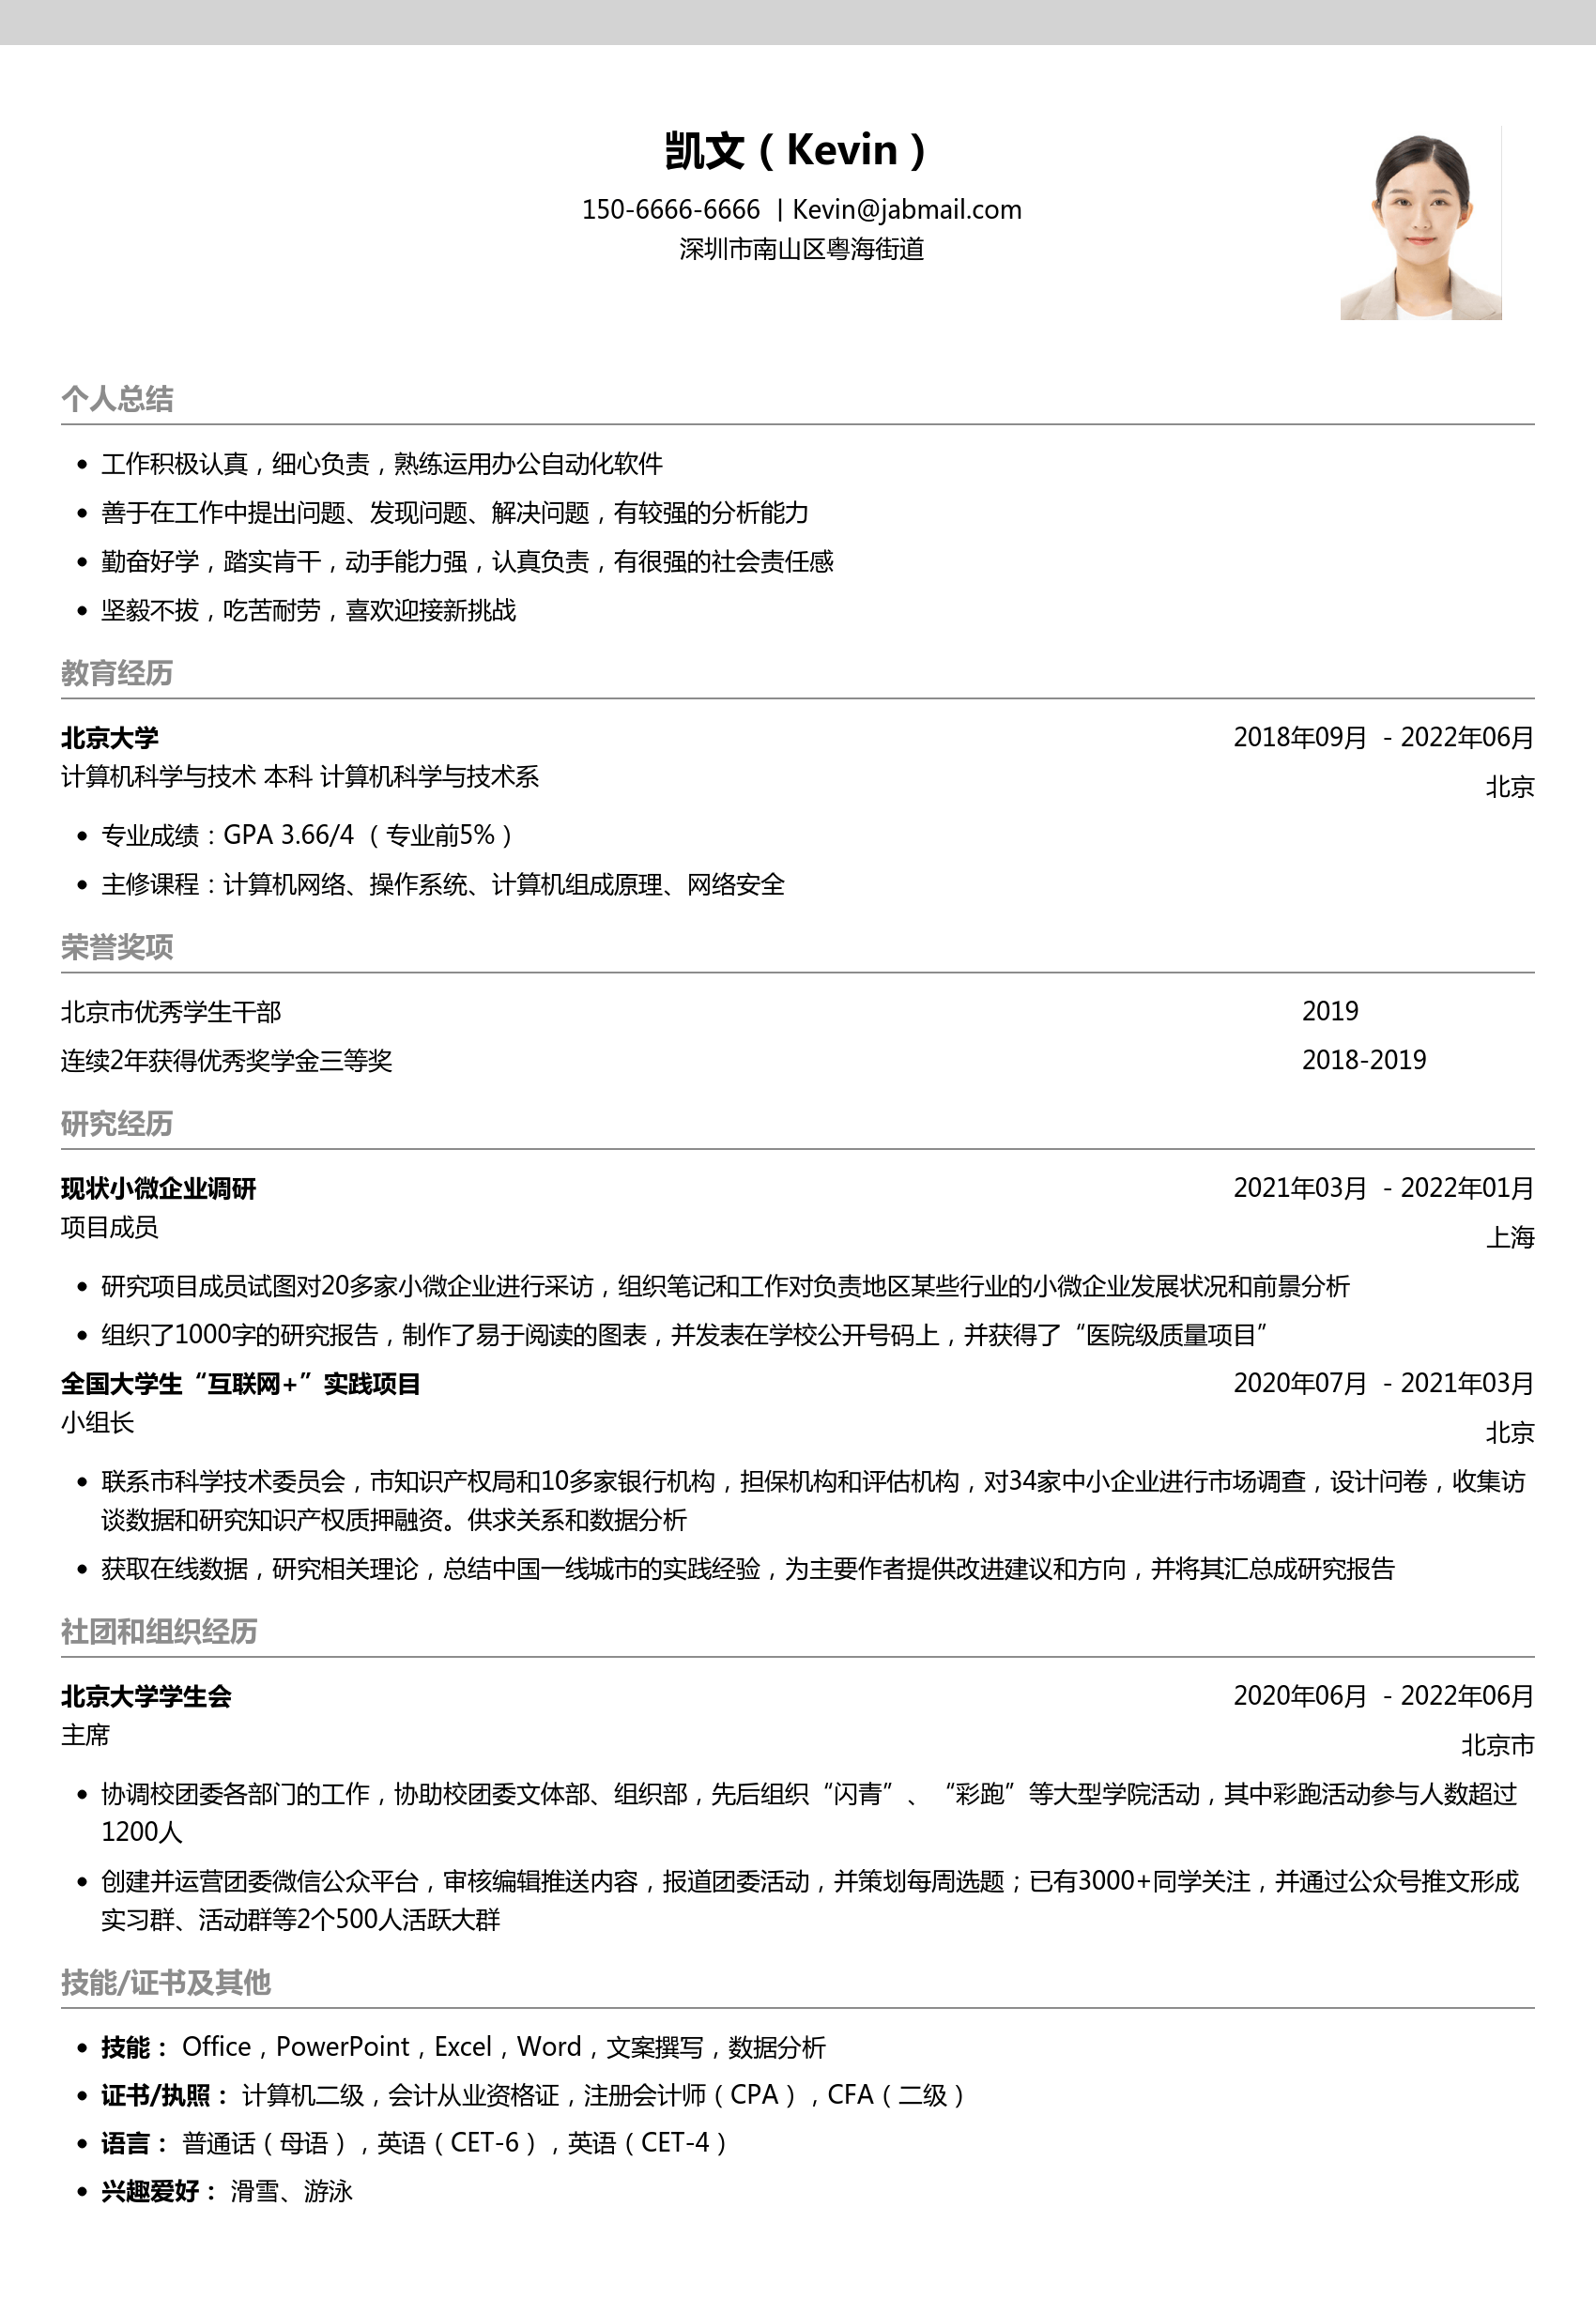 凯文（Kevin）
150-6666-6666 | Kevin@jabmail.com
深圳市南山区粤海街道
个人总结
• 工作积极认真，细心负责，熟练运用办公自动化软件
• 善于在工作中提出问题、发现问题、解决问题，有较强的分析能力
• 勤奋好学，踏实肯干，动手能力强，认真负责，有很强的社会责任感
• 坚毅不拔，吃苦耐劳，喜欢迎接新挑战
教育经历
北京大学 2018年09月 - 2022年06月
计算机科学与技术 本科 计算机科学与技术系
北京
• 专业成绩：GPA 3.66/4 （专业前5%）
• 主修课程：计算机网络、操作系统、计算机组成原理、网络安全
荣誉奖项
北京市优秀学生干部 2019
连续2年获得优秀奖学金三等奖 2018-2019
研究经历
现状小微企业调研 2021年03月 - 2022年01月
项目成员
上海
• 研究项目成员试图对20多家小微企业进行采访，组织笔记和工作对负责地区某些行业的小微企业发展状况和前景分析
• 组织了1000字的研究报告，制作了易于阅读的图表，并发表在学校公开号码上，并获得了“医院级质量项目”
全国大学生“互联网+”实践项目 2020年07月 - 2021年03月
小组长
北京
• 联系市科学技术委员会，市知识产权局和10多家银行机构，担保机构和评估机构，对34家中小企业进行市场调查，设计问卷，收集访
谈数据和研究知识产权质押融资。供求关系和数据分析
• 获取在线数据，研究相关理论，总结中国一线城市的实践经验，为主要作者提供改进建议和方向，并将其汇总成研究报告
社团和组织经历
北京大学学生会 2020年06月 - 2022年06月
主席
北京市
• 协调校团委各部门的工作，协助校团委文体部、组织部，先后组织“闪青”、“彩跑”等大型学院活动，其中彩跑活动参与人数超过
1200人
• 创建并运营团委微信公众平台，审核编辑推送内容，报道团委活动，并策划每周选题；已有3000+同学关注，并通过公众号推文形成
实习群、活动群等2个500人活跃大群
技能/证书及其他
• 技能： Office，PowerPoint，Excel，Word，文案撰写，数据分析
• 证书/执照： 计算机二级，会计从业资格证，注册会计师（CPA），CFA（二级）
• 语言： 普通话（母语），英语（CET-6），英语（CET-4）
• 兴趣爱好： 滑雪、游泳